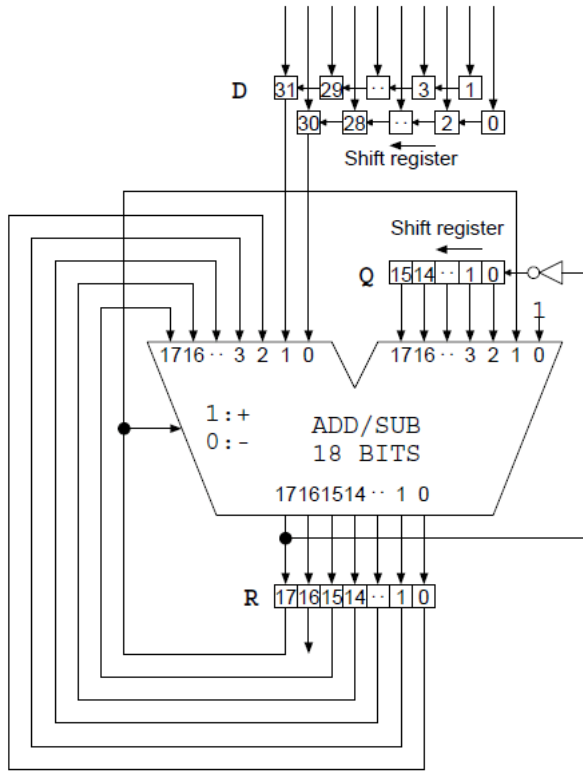 D 31 29 ·· 3 1
30 28 ·· 2 0
Shift register
Shift register
Q 15 14 ·· 1 0
1
17 16 ·· 3 2 1 0 17 16 ·· 3 2 1 0
1:+ ADD/SUB
0:- 18 BITS
17 16 15 14 ·· 1 0
R 17 16 15 14 ·· 1 0